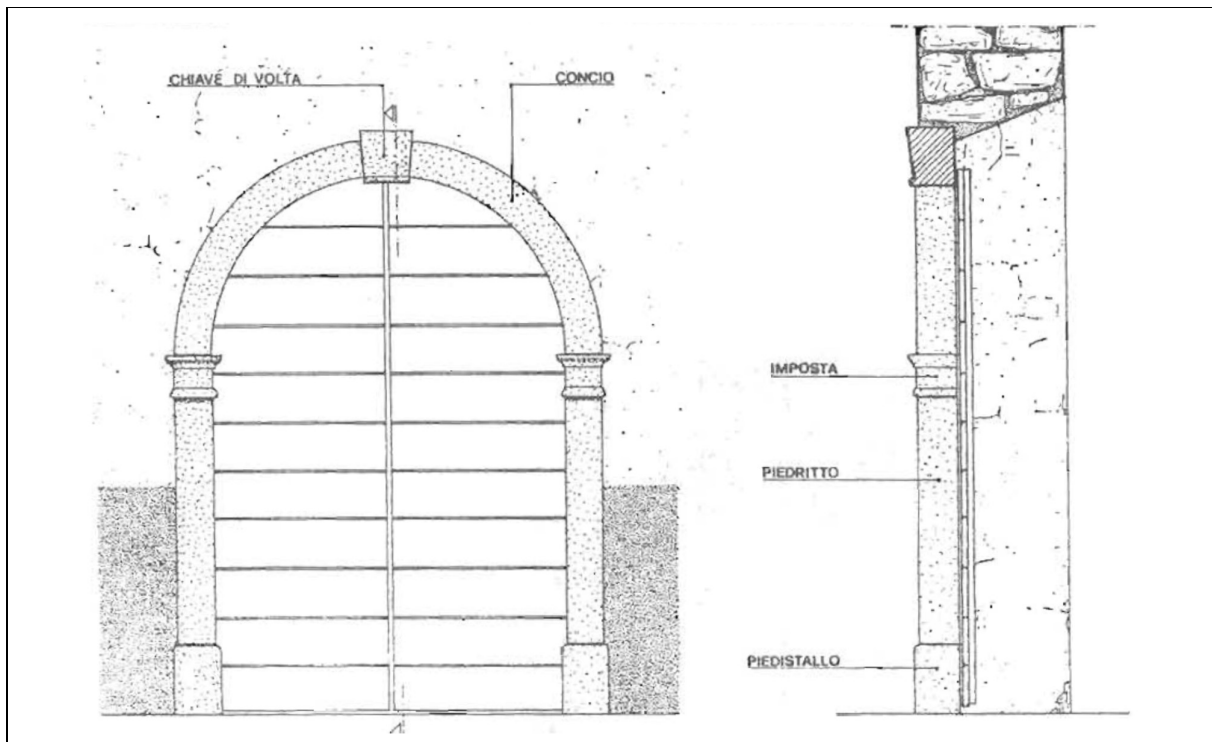 CHIAVE DI VOLTA
CONCIO
IMPOSTA
PIEDRITTO
PIEDISTALLO